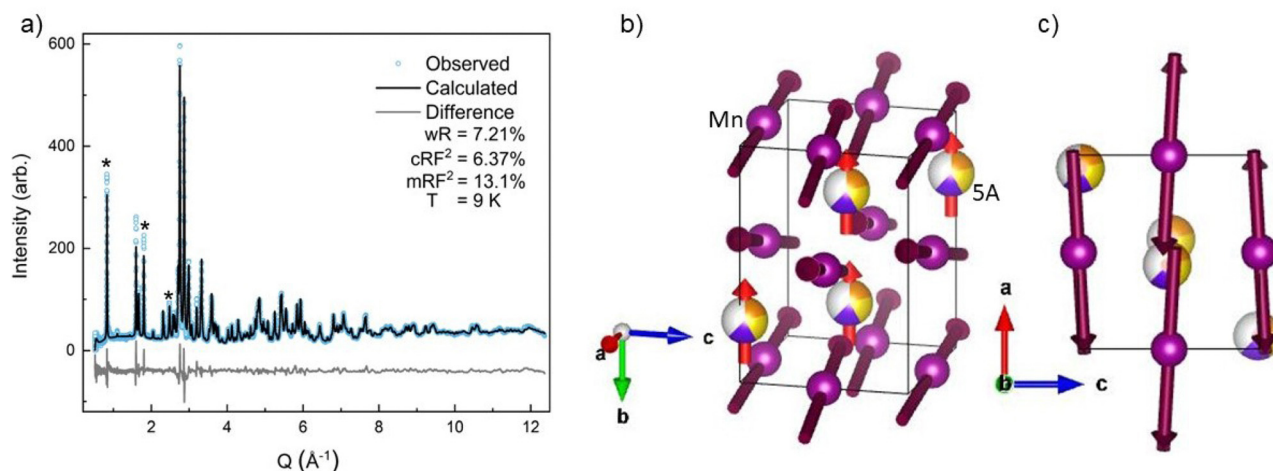 a)
600
400
200
0
Intensity (arb.)
*
*
*
Observed
Calculated
Difference
wR = 7.21%
cRF² = 6.37%
mRF² = 13.1%
T = 9 K
2
4
6
8
10
12
Q (Å⁻¹)
b)
Mn
5A
a
b
c
c)
a
b
c